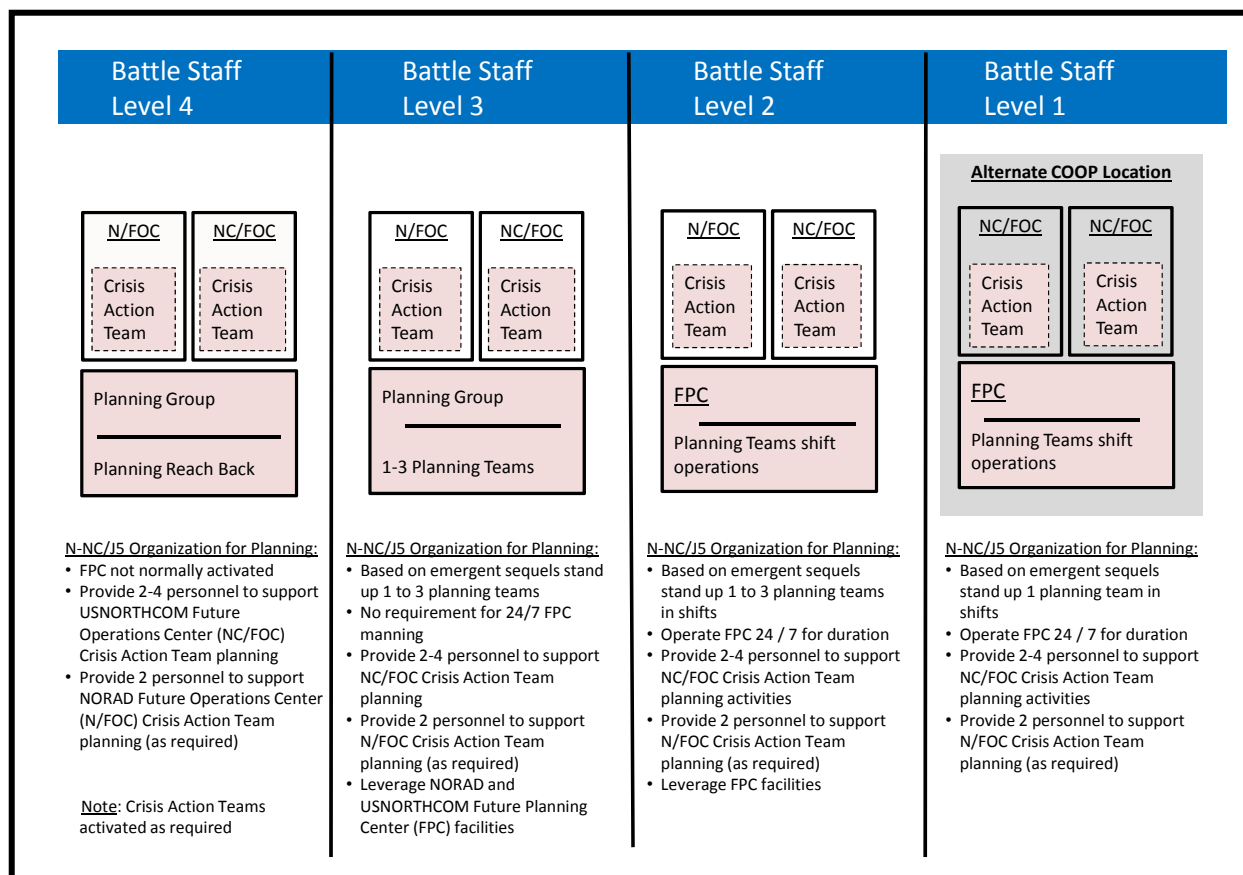 Battle Staff
Level 4
N/FOC
Crisis
Action
Team
NC/FOC
Crisis
Action
Team
Planning Group
Planning Reach Back
N-NC/J5 Organization for Planning:
• FPC not normally activated
• Provide 2-4 personnel to support
USNORTHCOM Future
Operations Center (NC/FOC)
Crisis Action Team planning
• Provide 2 personnel to support
NORAD Future Operations Center
(N/FOC) Crisis Action Team
planning (as required)
Note: Crisis Action Teams
activated as required
Battle Staff
Level 3
N/FOC
Crisis
Action
Team
NC/FOC
Crisis
Action
Team
Planning Group
1-3 Planning Teams
N-NC/J5 Organization for Planning:
• Based on emergent sequels stand
up 1 to 3 planning teams
• No requirement for 24/7 FPC
manning
• Provide 2-4 personnel to support
NC/FOC Crisis Action Team
planning
• Provide 2 personnel to support
N/FOC Crisis Action Team
planning (as required)
• Leverage NORAD and
USNORTHCOM Future Planning
Center (FPC) facilities
Battle Staff
Level 2
N/FOC
Crisis
Action
Team
NC/FOC
Crisis
Action
Team
FPC
Planning Teams shift
operations
N-NC/J5 Organization for Planning:
• Based on emergent sequels
stand up 1 to 3 planning teams
in shifts
• Operate FPC 24 / 7 for duration
• Provide 2-4 personnel to support
NC/FOC Crisis Action Team
planning activities
• Provide 2 personnel to support
N/FOC Crisis Action Team
planning (as required)
• Leverage FPC facilities
Battle Staff
Level 1
Alternate COOP Location
NC/FOC
Crisis
Action
Team
NC/FOC
Crisis
Action
Team
FPC
Planning Teams shift
operations
N-NC/J5 Organization for Planning:
• Based on emergent sequels
stand up 1 planning team in
shifts
• Operate FPC 24 / 7 for duration
• Provide 2-4 personnel to support
NC/FOC Crisis Action Team
planning activities
• Provide 2 personnel to support
N/FOC Crisis Action Team
planning (as required)